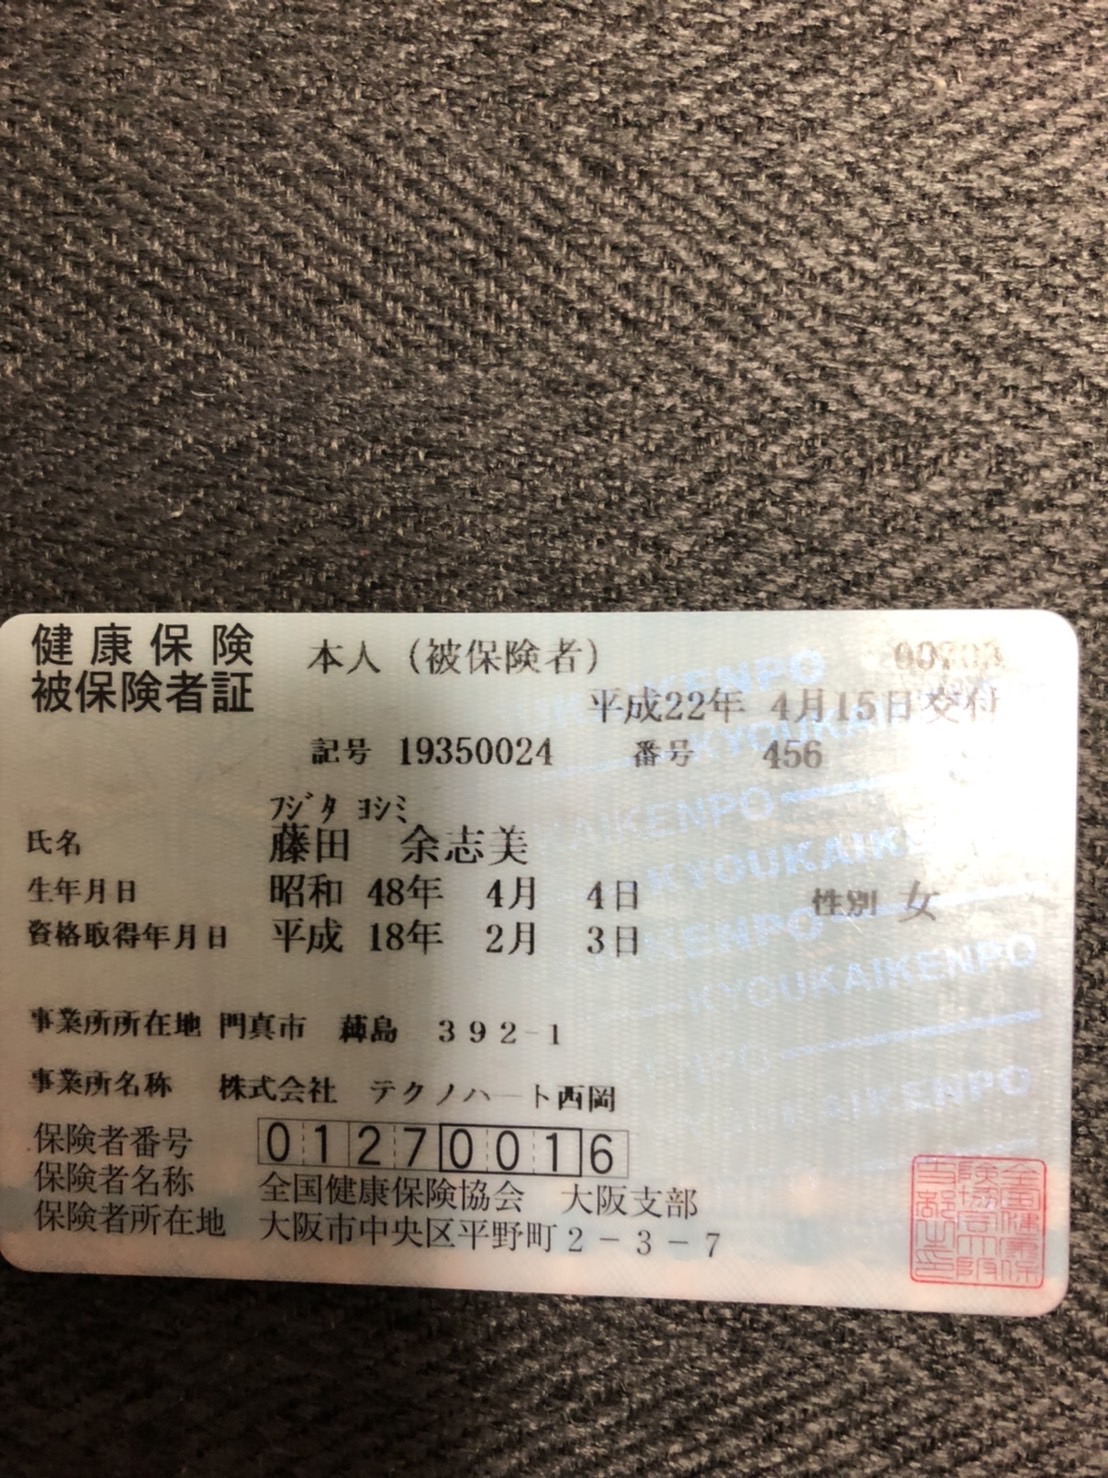 健康保険
被保険者証
本人（被保険者）
平成22年 4月15日交付
記号 19350024 番号 456
ﾌｼﾞﾀ ﾖｼﾐ
氏名 藤田 余志美
生年月日 昭和 48年 4月 4日 性別 女
資格取得年月日 平成 18年 2月 3日
事業所所在地 門真市 薭島 392-1
事業所名称 株式会社 テクノハート西岡
保険者番号 01270016
保険者名称 全国健康保険協会 大阪支部
保険者所在地 大阪市中央区平野町2-3-7
KYOUKAIKENPO